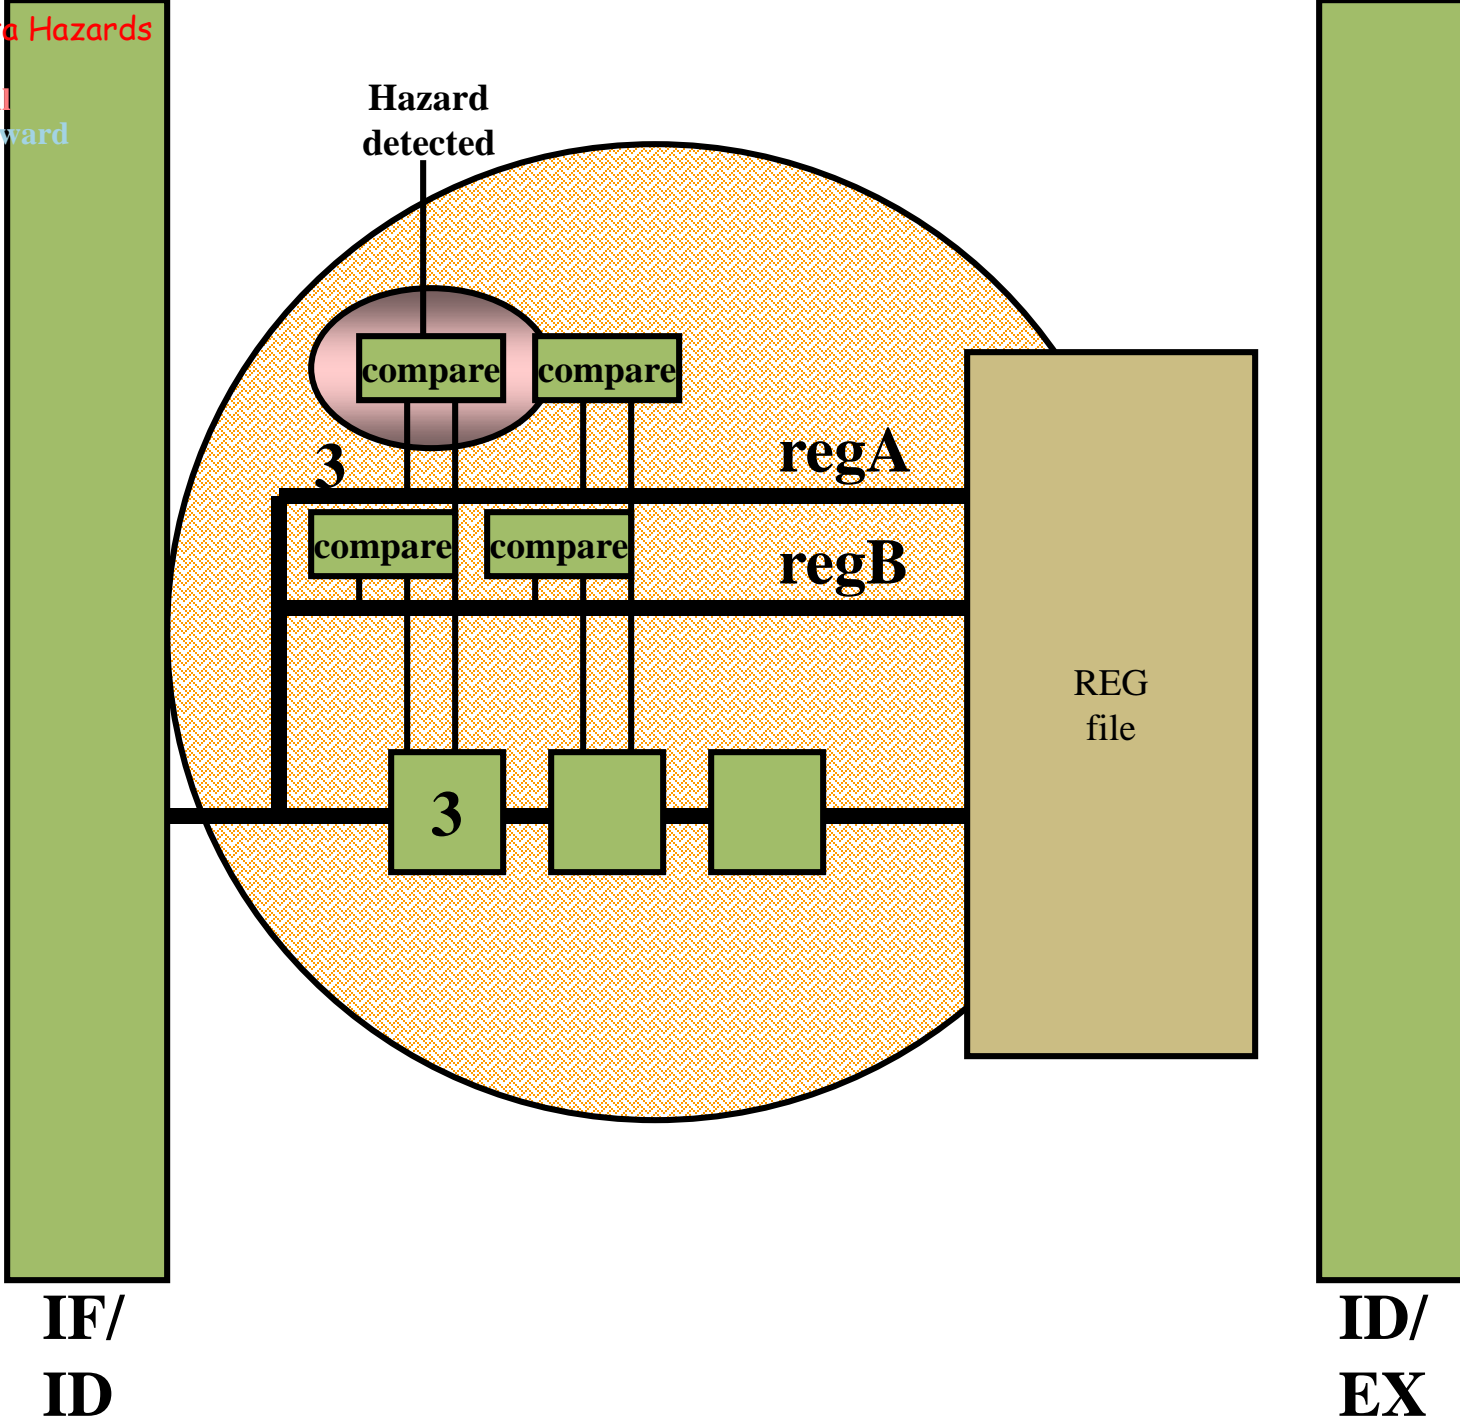 a Hazards
ward
Hazard
detected
compare compare
3
regA
compare compare
regB
REG
file
3
IF/
ID
ID/
EX